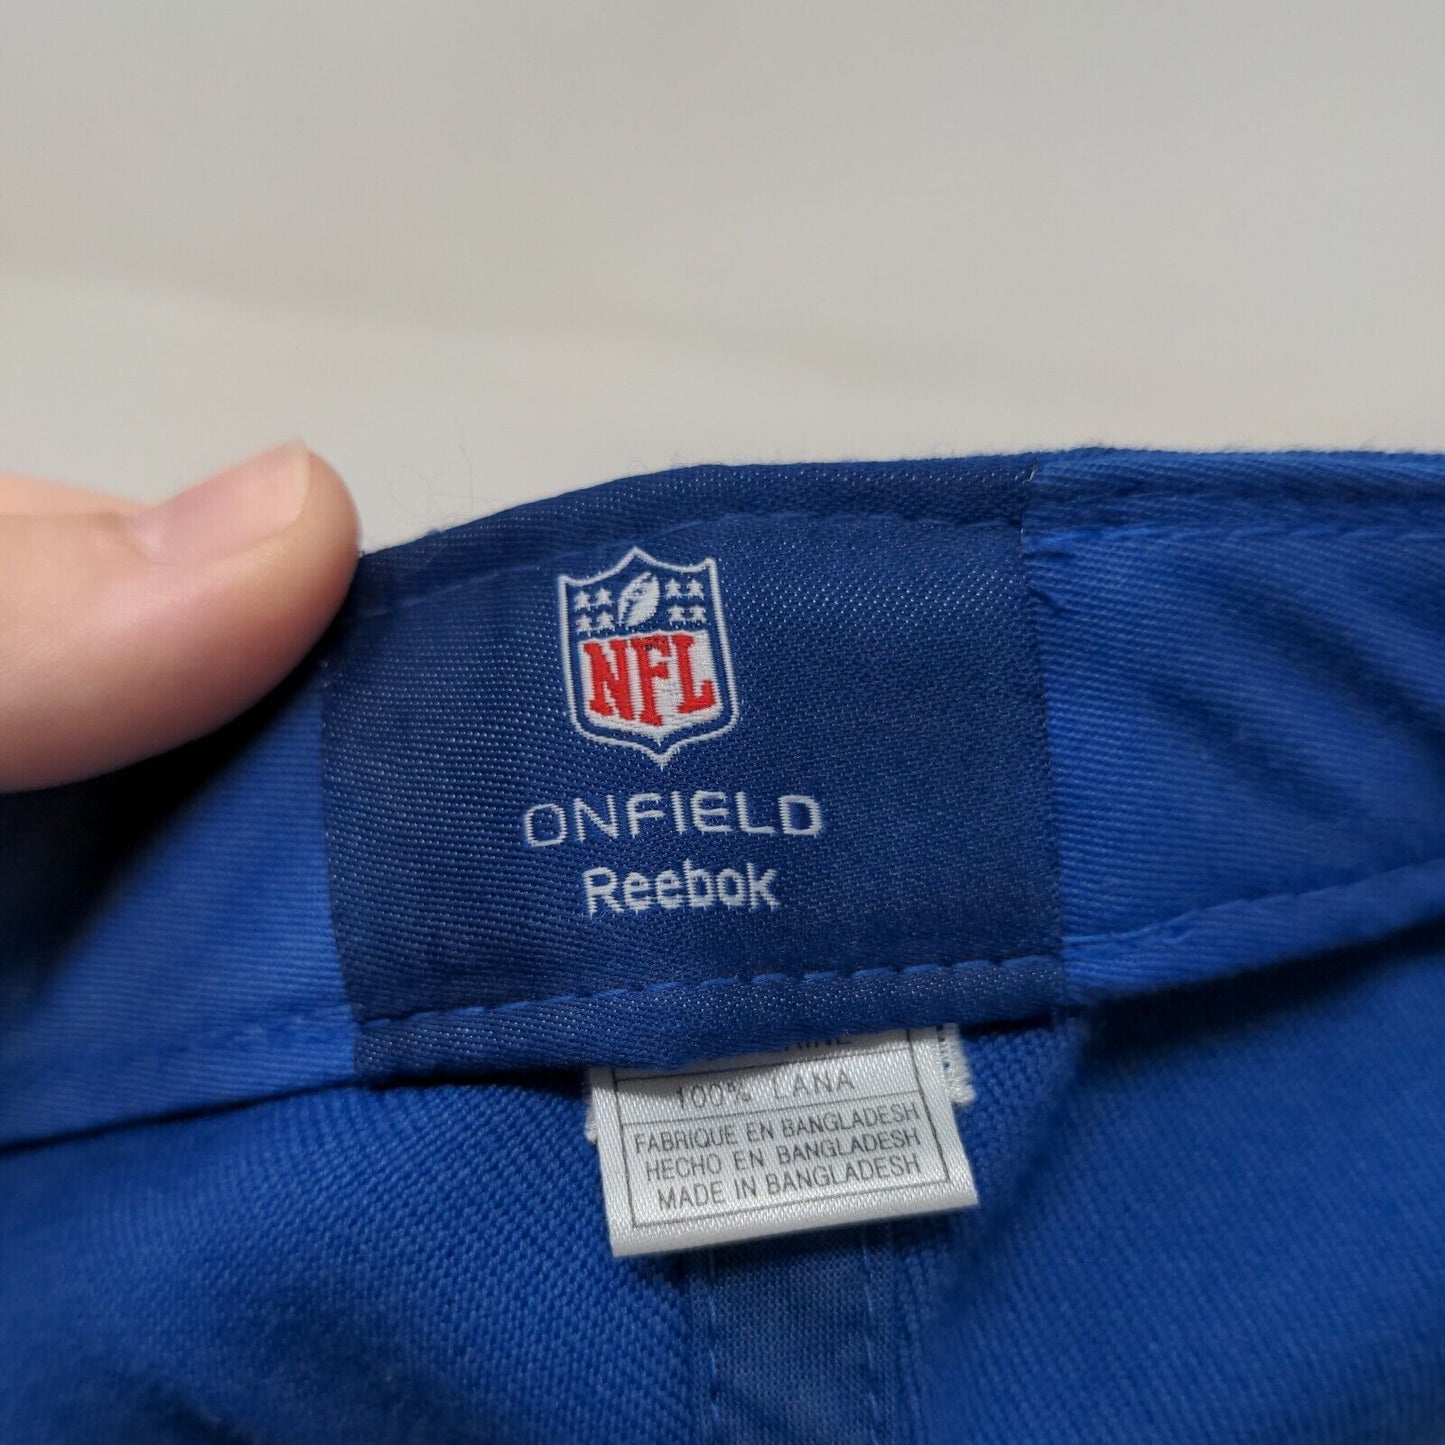 NFL
ONFIELD
Reebok
100% LANA
FABRIQUE EN BANGLADESH
HECHO EN BANGLADESH
MADE IN BANGLADESH